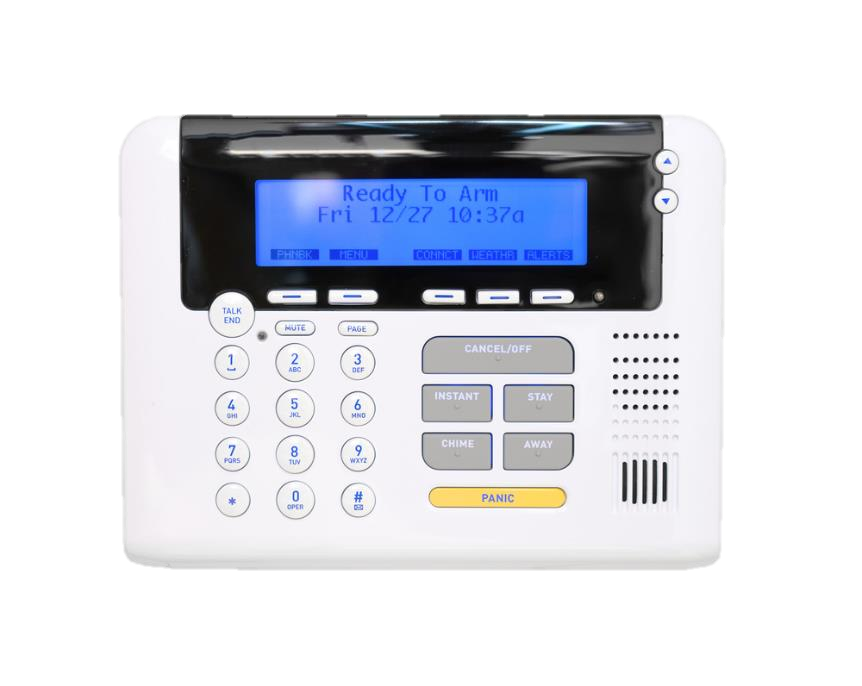 Ready To Arm
Fri 12/27 10:37a
PHNBK MENU CONNCT WEATHR ALERTS
TALK
END
MUTE PAGE
1
2
ABC
3
DEF
4
GHI
5
JKL
6
MNO
7
PQRS
8
TUV
9
WXYZ
*
0
OPER
#
CANCEL/OFF
INSTANT STAY
CHIME AWAY
PANIC